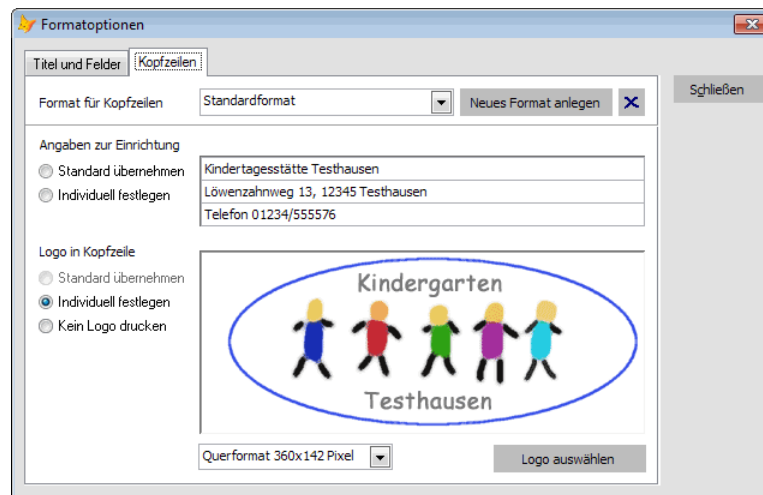 Formatoptionen
Titel und Felder
Kopfzeilen
Schließen
Format für Kopfzeilen
Standardformat
Neues Format anlegen
Angaben zur Einrichtung
Standard übernehmen
Kindertagesstätte Testhausen
Individuell festlegen
Löwenzahnweg 13, 12345 Testhausen
Telefon 01234/555576
Logo in Kopfzeile
Standard übernehmen
Individuell festlegen
Kein Logo drucken
Kindergarten
Testhausen
Querformat 360x142 Pixel
Logo auswählen